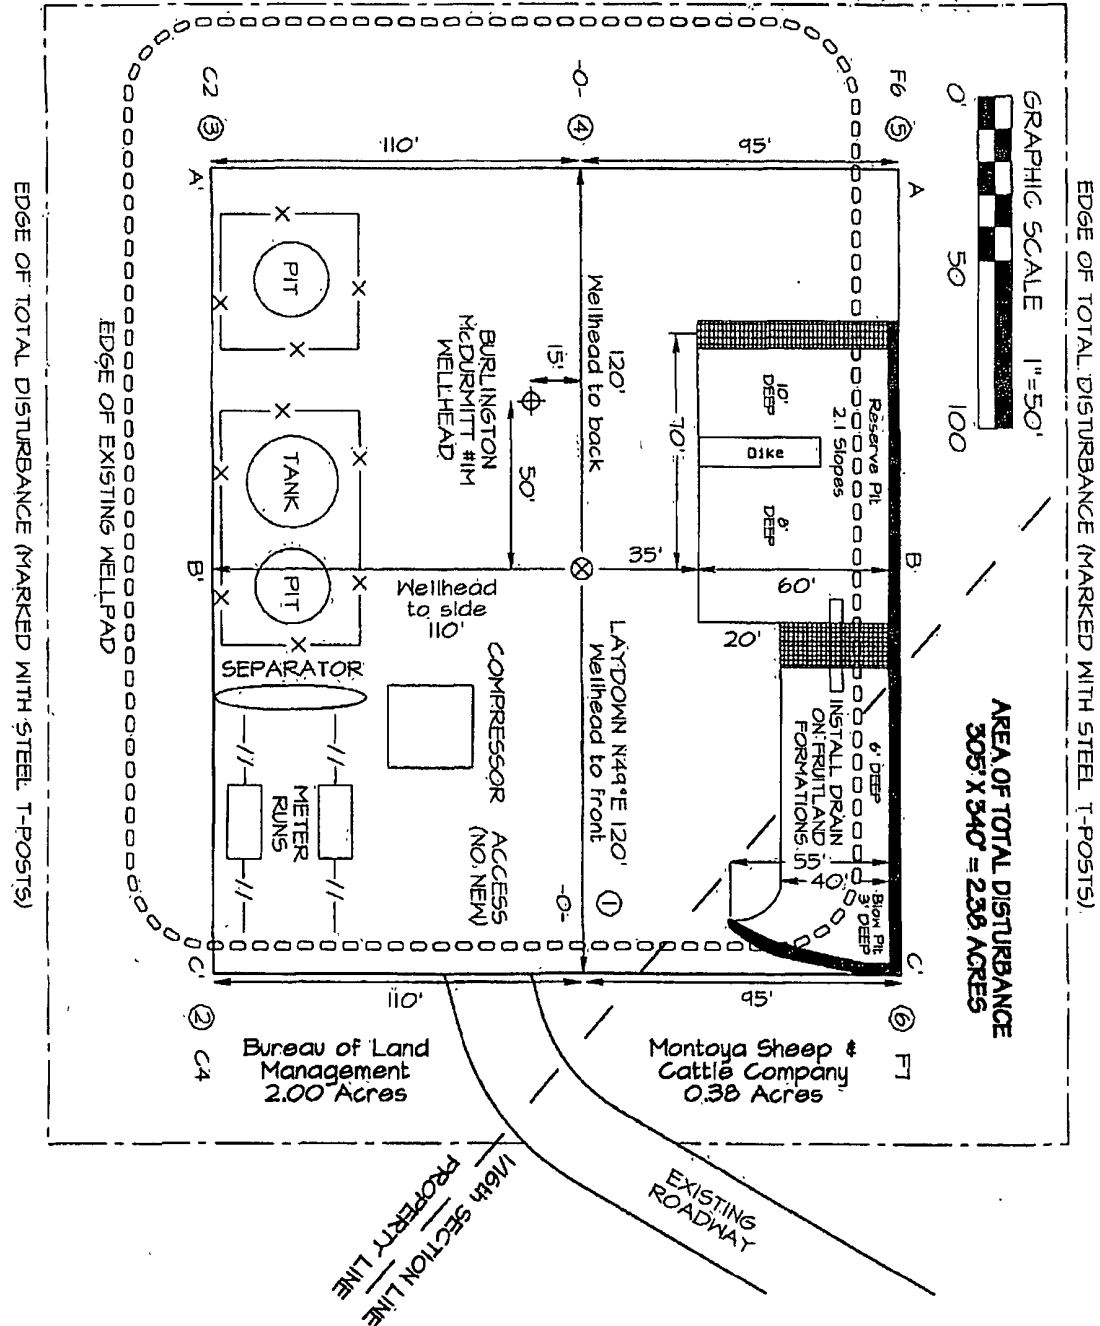 EDGE OF TOTAL DISTURBANCE (MARKED WITH STEEL T-POSTS)
GRAPHIC SCALE 1"=50'
0' 50 100
AREA OF TOTAL DISTURBANCE
305' X 340' = 2.38 ACRES
F6 5
A
B
C'
6 F7
-0- 4
C2 3
A'
B'
C'
2 C4
110'
95'
Reserve Pit
2.1 Slopes
10'
DEEP
Dike
8'
DEEP
70'
35'
60'
20'
6' DEEP
INSTALL DRAIN
ON FRUITLAND
FORMATIONS
55'
40'
Blow Pit
3' DEEP
120'
Wellhead to back
LAYDOWN N49°E 120'
Wellhead to front
1
-0-
15'
50'
BURLINGTON
McDURMITT #1M
WELLHEAD
Wellhead
to side
110'
PIT
TANK
PIT
SEPARATOR
COMPRESSOR
METER
RUNS
ACCESS
(NO NEW)
110'
95'
EDGE OF EXISTING WELLPAD
EDGE OF TOTAL DISTURBANCE (MARKED WITH STEEL T-POSTS)
Bureau of Land
Management
2.00 Acres
Montoya Sheep &
Cattle Company
0.38 Acres
EXISTING
ROADWAY
1/16th SECTION LINE
PROPERTY LINE